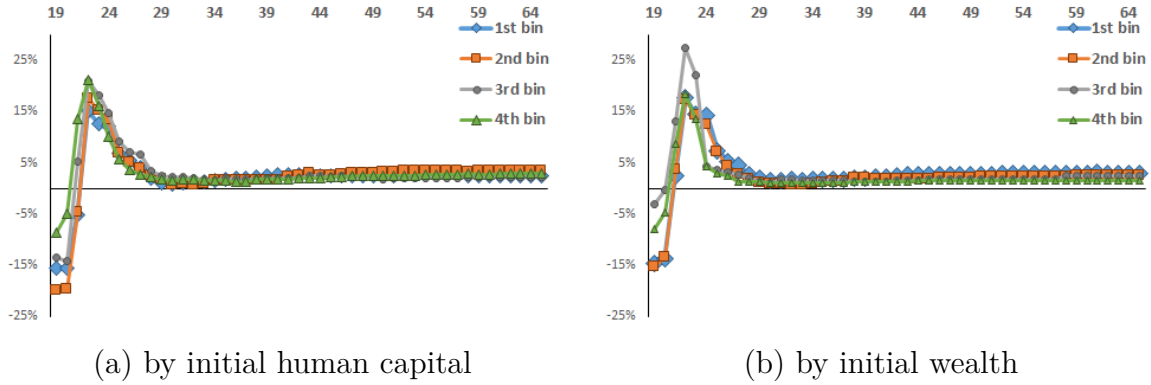 19 24 29 34 39 44 49 54 59 64
1st bin
25%
2nd bin
15%
3rd bin
4th bin
5%
-5%
-15%
-25%
(a) by initial human capital
19 24 29 34 39 44 49 54 59 64
1st bin
25%
2nd bin
15%
3rd bin
4th bin
5%
-5%
-15%
-25%
(b) by initial wealth